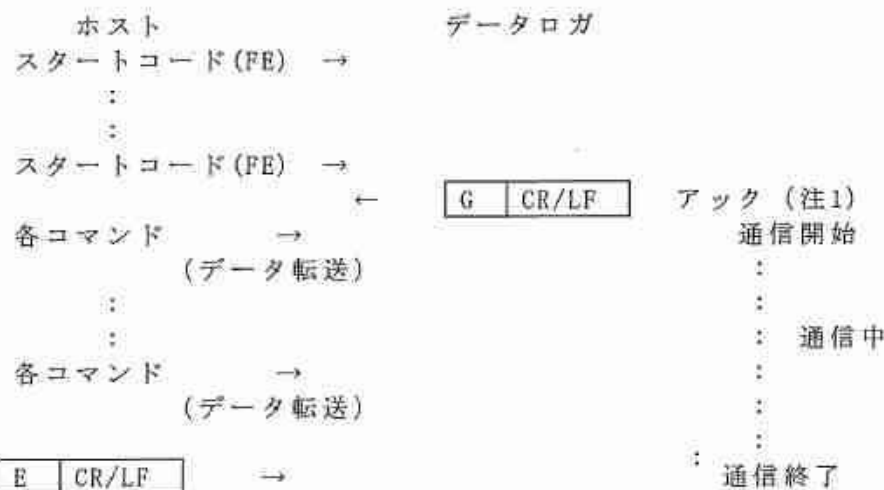 ホスト データロガ
スタートコード(FE) →
:
:
スタートコード(FE) →
← G CR/LF アック (注1)
各コマンド → 通信開始
(データ転送) :
: :
: : 通信中
各コマンド → :
(データ転送) :
:
E CR/LF → : 通信終了